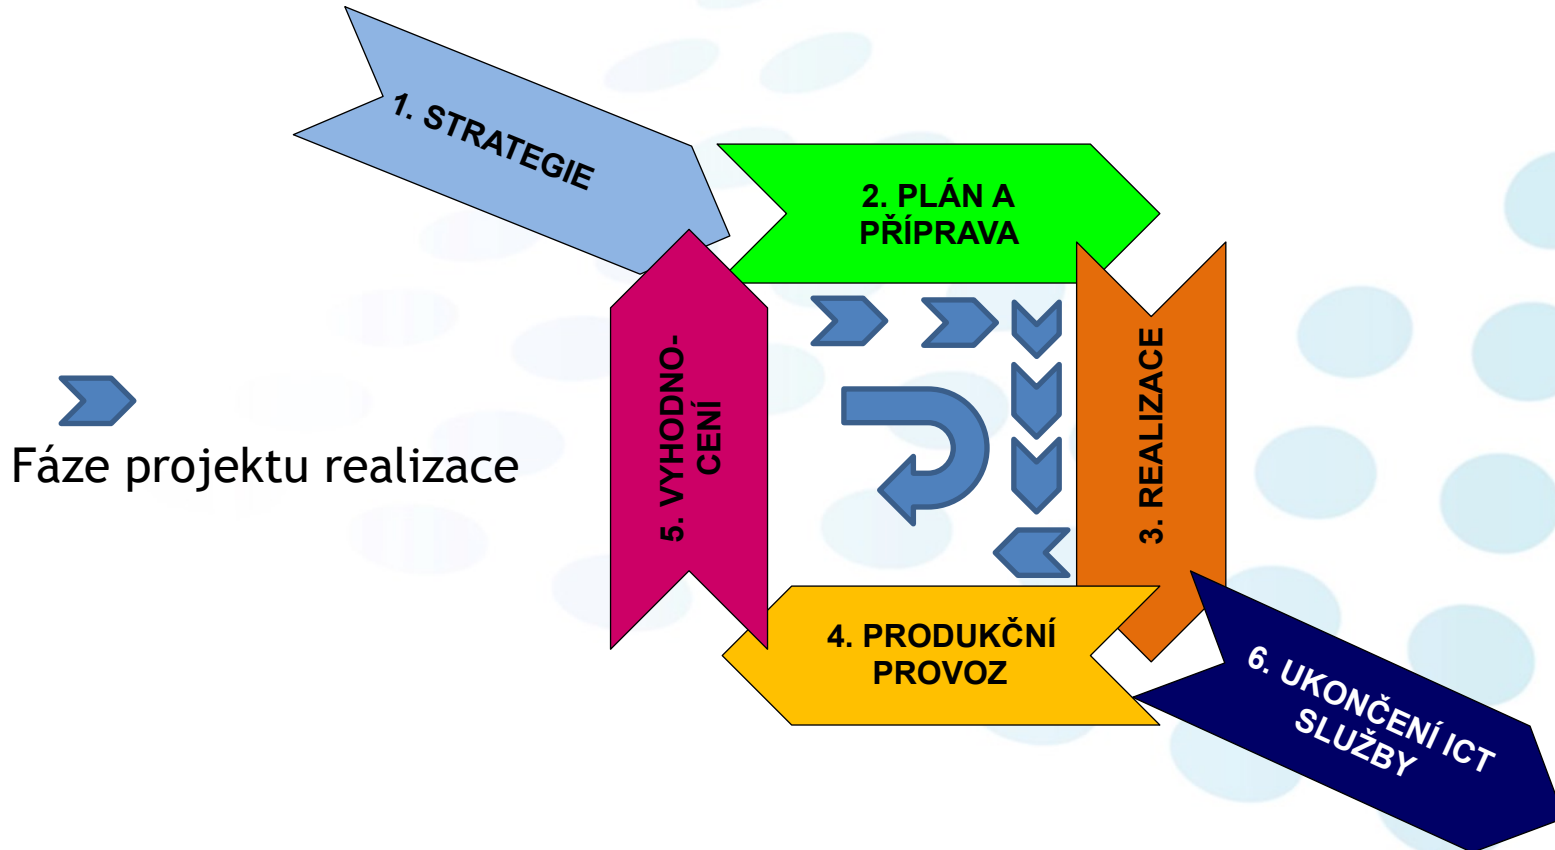 1. STRATEGIE
2. PLÁN A
PŘÍPRAVA
3. REALIZACE
4. PRODUKČNÍ
PROVOZ
5. VYHODNO-
CENÍ
6. UKONČENÍ ICT
SLUŽBY
Fáze projektu realizace